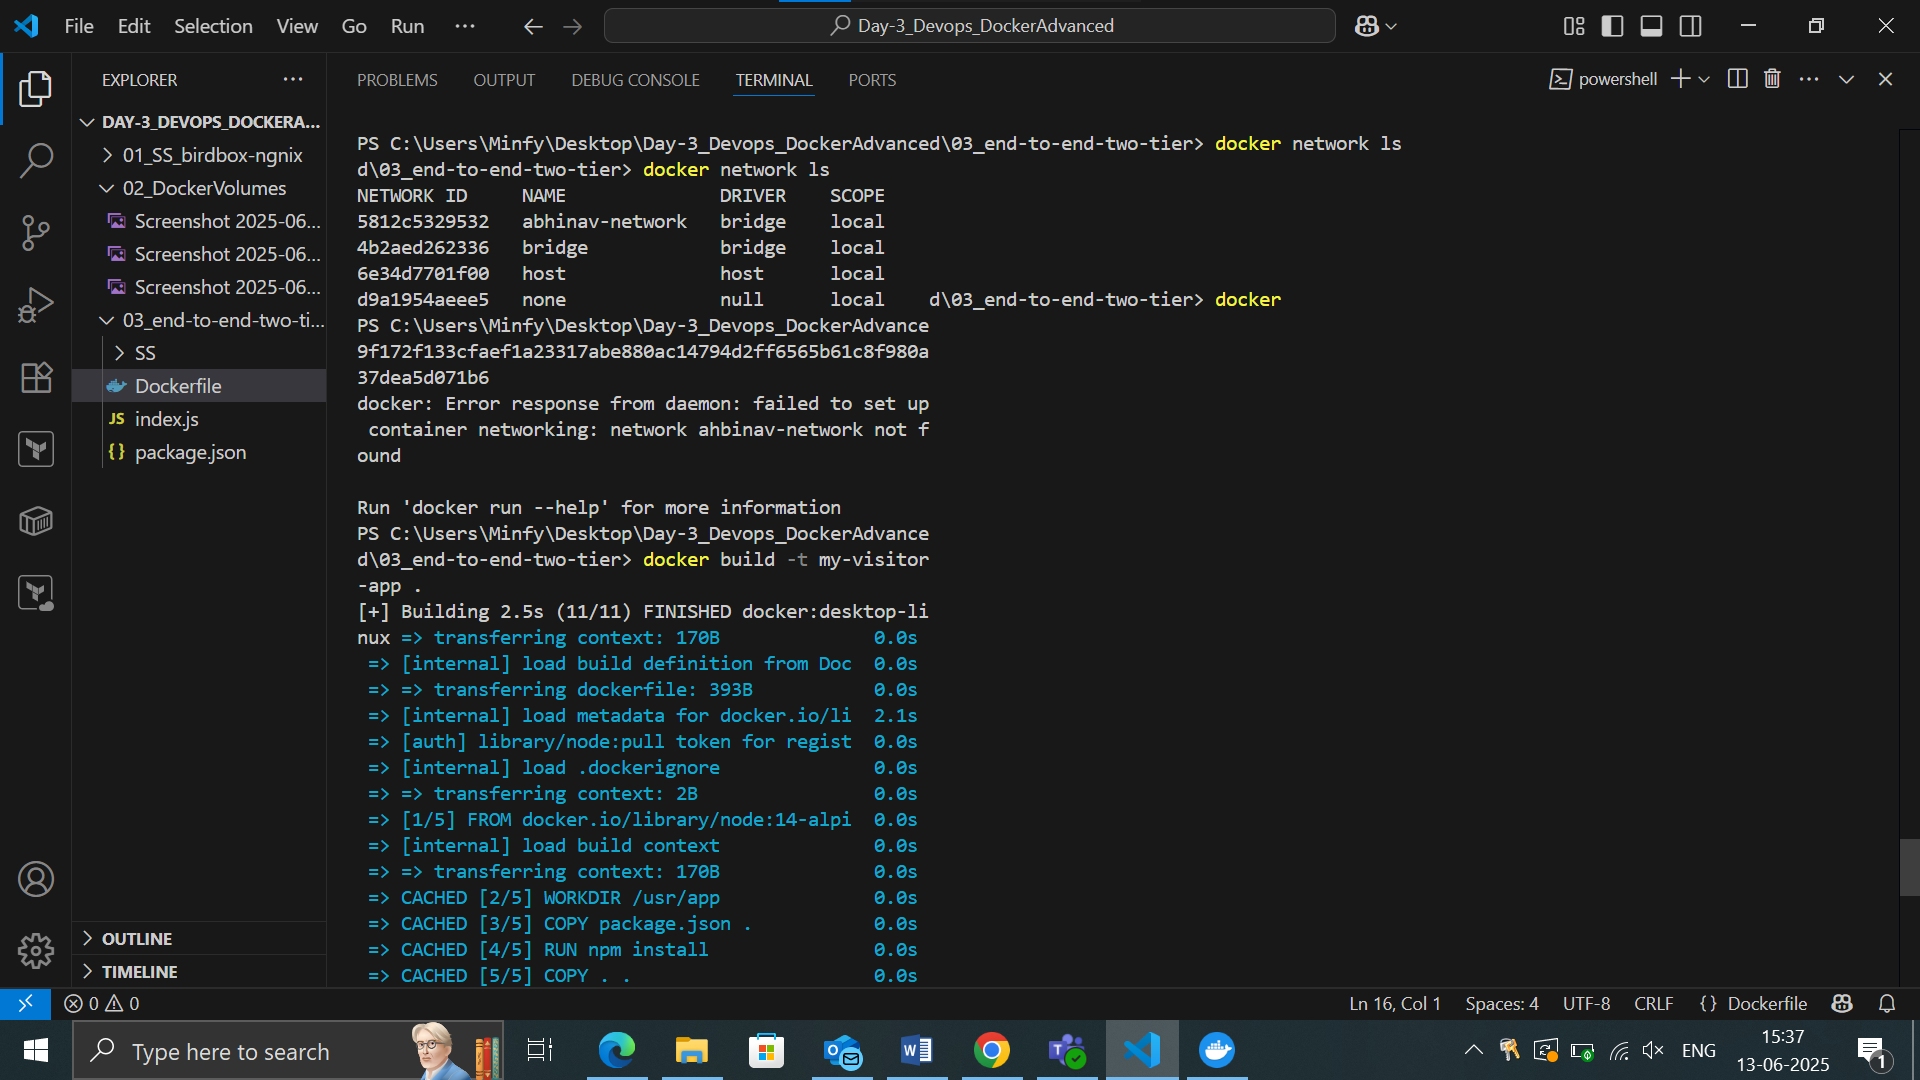 File Edit Selection View Go Run ···
Day-3_Devops_DockerAdvanced
EXPLORER
DAY-3_DEVOPS_DOCKERA...
01_SS_birdbox-ngnix
02_DockerVolumes
Screenshot 2025-06...
Screenshot 2025-06...
Screenshot 2025-06...
03_end-to-end-two-ti...
SS
Dockerfile
JS index.js
{} package.json
OUTLINE
TIMELINE
PROBLEMS OUTPUT DEBUG CONSOLE TERMINAL PORTS
powershell
PS C:\Users\Minfy\Desktop\Day-3_Devops_DockerAdvanced\03_end-to-end-two-tier> docker network ls
d\03_end-to-end-two-tier> docker network ls
NETWORK ID NAME DRIVER SCOPE
5812c5329532 abhinav-network bridge local
4b2aed262336 bridge bridge local
6e34d7701f00 host host local
d9a1954aeee5 none null local d\03_end-to-end-two-tier> docker
PS C:\Users\Minfy\Desktop\Day-3_Devops_DockerAdvance
9f172f133cfaef1a23317abe880ac14794d2ff6565b61c8f980a
37dea5d071b6
docker: Error response from daemon: failed to set up
container networking: network ahbinav-network not f
ound
Run 'docker run --help' for more information
PS C:\Users\Minfy\Desktop\Day-3_Devops_DockerAdvance
d\03_end-to-end-two-tier> docker build -t my-visitor
-app .
[+] Building 2.5s (11/11) FINISHED docker:desktop-li
nux => transferring context: 170B 0.0s
=> [internal] load build definition from Doc 0.0s
=> => transferring dockerfile: 393B 0.0s
=> [internal] load metadata for docker.io/li 2.1s
=> [auth] library/node:pull token for regist 0.0s
=> [internal] load .dockerignore 0.0s
=> => transferring context: 2B 0.0s
=> [1/5] FROM docker.io/library/node:14-alpi 0.0s
=> [internal] load build context 0.0s
=> => transferring context: 170B 0.0s
=> CACHED [2/5] WORKDIR /usr/app 0.0s
=> CACHED [3/5] COPY package.json . 0.0s
=> CACHED [4/5] RUN npm install 0.0s
=> CACHED [5/5] COPY . . 0.0s
0 0
Ln 16, Col 1 Spaces: 4 UTF-8 CRLF {} Dockerfile
Type here to search
ENG
15:37
13-06-2025
1